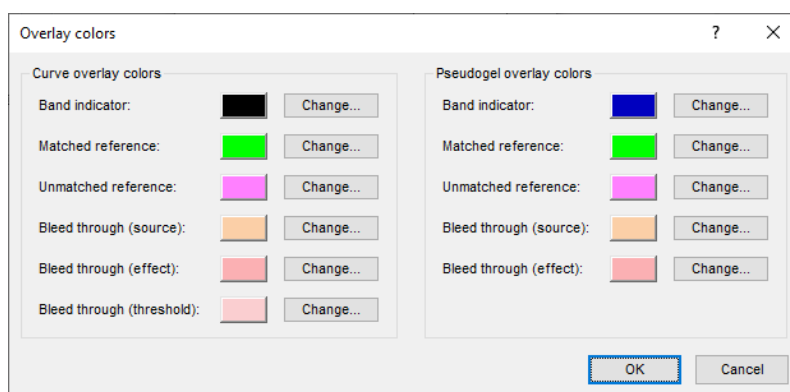 Overlay colors ?
Curve overlay colors
Band indicator: Change...
Matched reference: Change...
Unmatched reference: Change...
Bleed through (source): Change...
Bleed through (effect): Change...
Bleed through (threshold): Change...
Pseudogel overlay colors
Band indicator: Change...
Matched reference: Change...
Unmatched reference: Change...
Bleed through (source): Change...
Bleed through (effect): Change...
OK Cancel